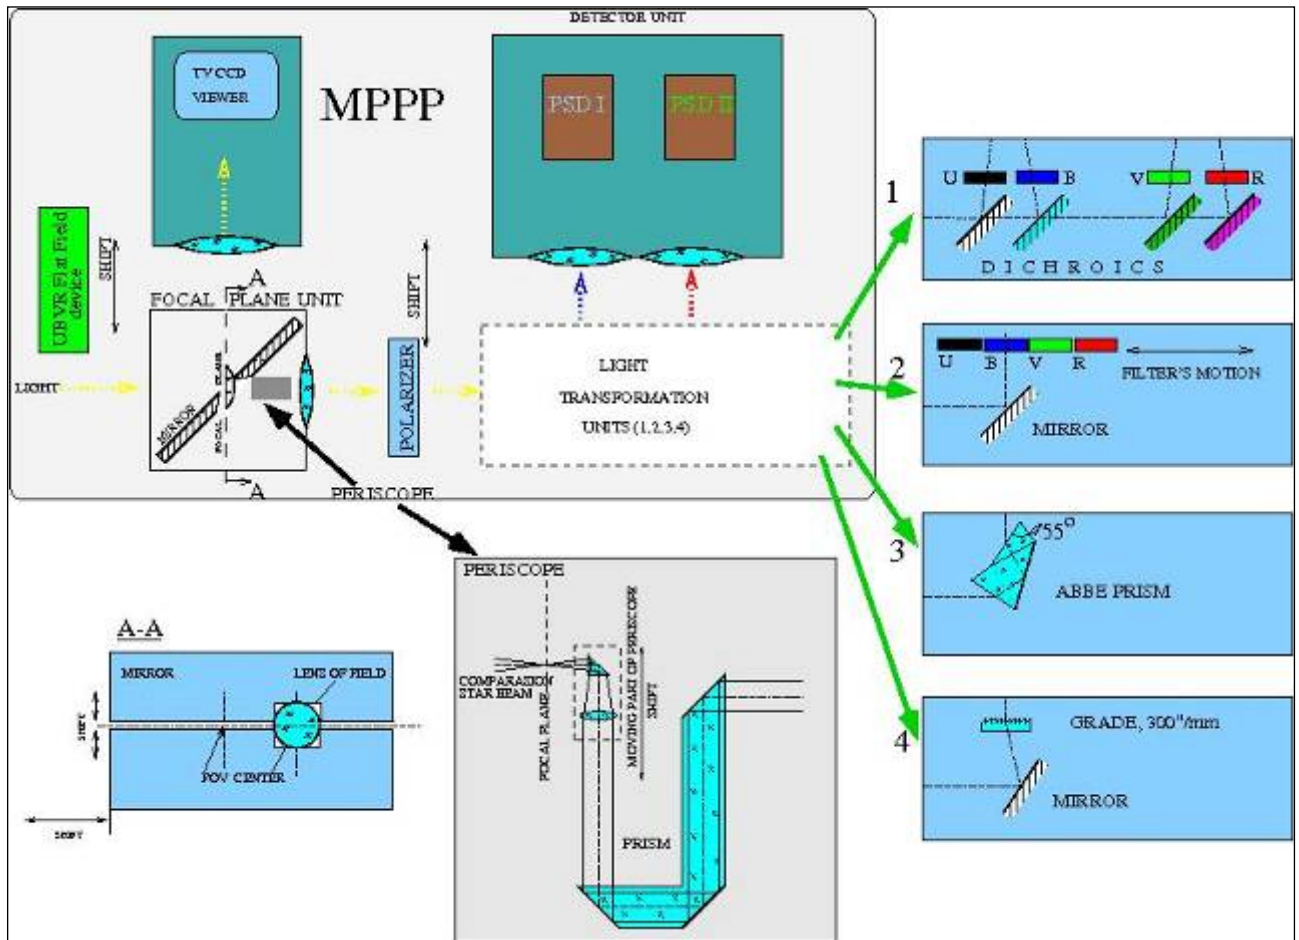 DETECTOR UNIT
TV CCD
VIEWER
MPPP
PSD I
PSD II
UBVR Flat Field
device
SHIFT
A
FOCAL PLANE UNIT
SHIFT
LIGHT
MIRROR
FOCAL PLANE
A
POLARIZER
LIGHT
TRANSFORMATION
UNITS (1,2,3,4)
PERISCOPE
1
U
B
V
R
DICHROICS
2
U
B
V
R
FILTER'S MOTION
MIRROR
3
55°
ABBE PRISM
4
GRADE, 300"/mm
MIRROR
A-A
MIRROR
LENS OF FIELD
SHIFT
FOV CENTER
SHIFT
PERISCOPE
COMPARASION
STAR BEAM
FOCAL PLANE
MOVING PART OF PERECOPE
SHIFT
PRISM